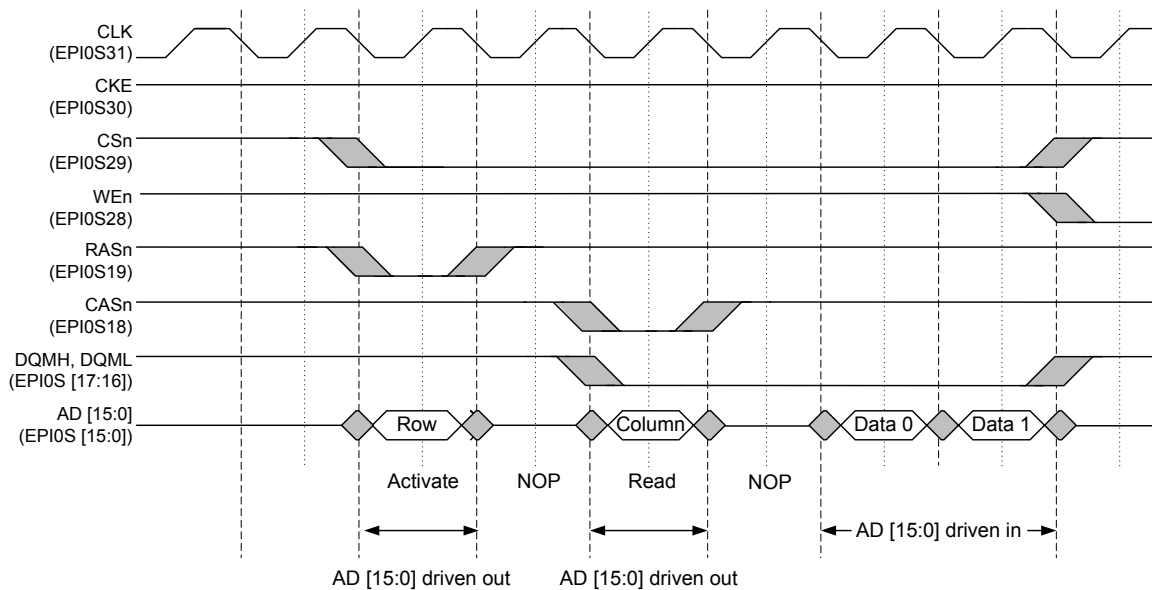 CLK
(EPI0S31)
CKE
(EPI0S30)
CSn
(EPI0S29)
WEn
(EPI0S28)
RASn
(EPI0S19)
CASn
(EPI0S18)
DQMH, DQML
(EPI0S [17:16])
AD [15:0]
(EPI0S [15:0])
Row
Column
Data 0
Data 1
Activate
NOP
Read
NOP
AD [15:0] driven in
AD [15:0] driven out
AD [15:0] driven out